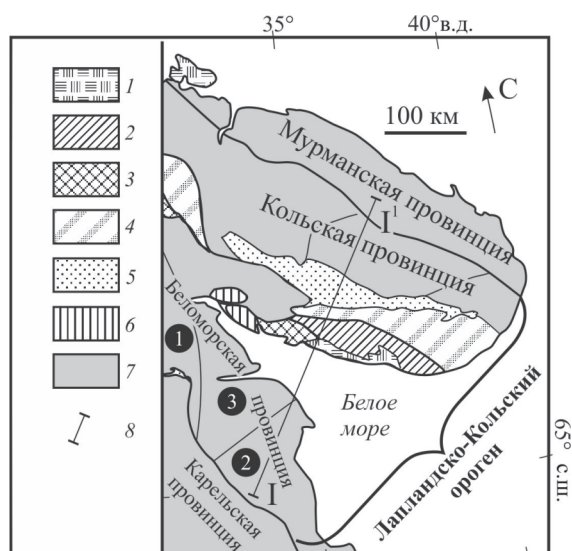 35°
40°в.д.
1
2
3
4
5
6
7
8
С
100 км
Мурманская провинция
I¹
Кольская провинция
Беломорская
провинция
1
3
2
I
Карельская
провинция
Белое
море
Лапландско-Кольский
ороген
65°
с.ш.